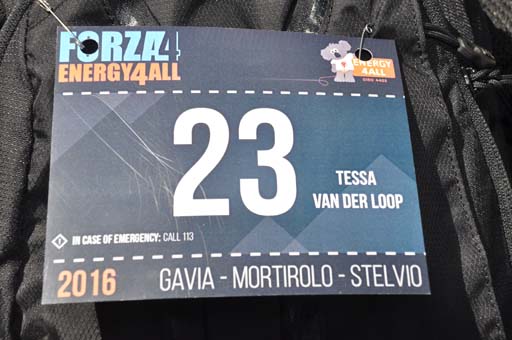 FORZA4
ENERGY4ALL
ENERGY
4ALL
23
TESSA
VAN DER LOOP
IN CASE OF EMERGENCY: CALL 113
2016 GAVIA - MORTIROLO - STELVIO